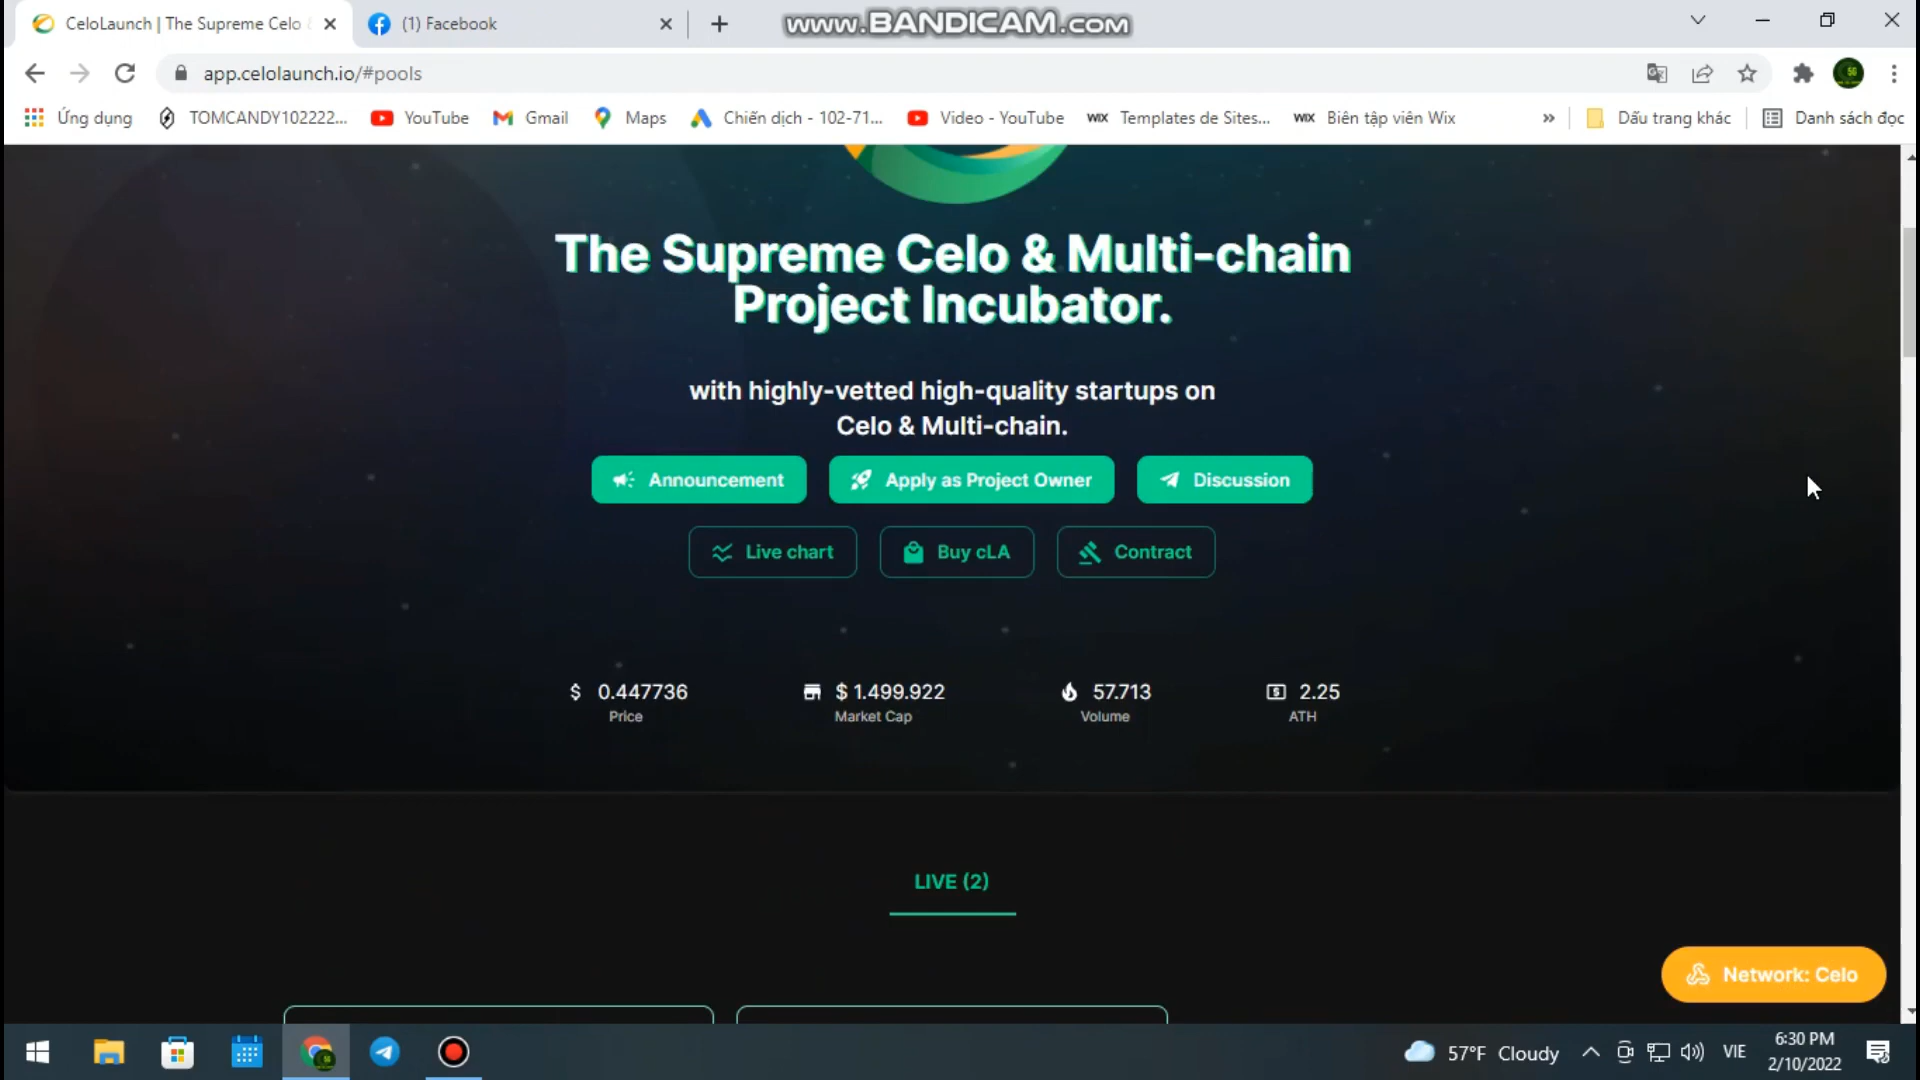 CeloLaunch | The Supreme Celo
(1) Facebook
www.BANDICAM.com
app.celolaunch.io/#pools
Ứng dụng
TOMCANDY102222...
YouTube
Gmail
Maps
Chiến dịch - 102-71...
Video - YouTube
WIX Templates de Sites...
WIX Biên tập viên Wix
»
Dấu trang khác
Danh sách đọc
The Supreme Celo & Multi-chain
Project Incubator.
with highly-vetted high-quality startups on
Celo & Multi-chain.
Announcement
Apply as Project Owner
Discussion
Live chart
Buy cLA
Contract
$ 0.447736
Price
$ 1.499.922
Market Cap
57.713
Volume
2.25
ATH
LIVE (2)
Network: Celo
57°F Cloudy
VIE
6:30 PM
2/10/2022